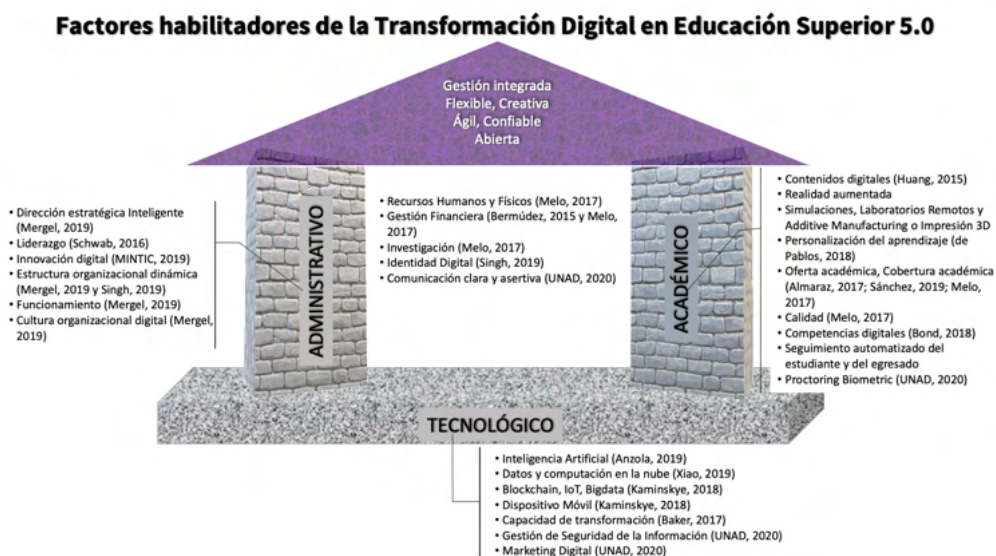 Factores habilitadores de la Transformación Digital en Educación Superior 5.0
Gestión integrada
Flexible, Creativa
Ágil, Confiable
Abierta
• Dirección estratégica Inteligente
(Mergel, 2019)
• Liderazgo (Schwab, 2016)
• Innovación digital (MINTIC, 2019)
• Estructura organizacional dinámica
(Mergel, 2019 y Singh, 2019)
• Funcionamiento (Mergel, 2019)
• Cultura organizacional digital (Mergel,
2019)
ADMINISTRATIVO
• Recursos Humanos y Físicos (Melo, 2017)
• Gestión Financiera (Bermúdez, 2015 y Melo,
2017)
• Investigación (Melo, 2017)
• Identidad Digital (Singh, 2019)
• Comunicación clara y asertiva (UNAD, 2020)
ACADÉMICO
• Contenidos digitales (Huang, 2015)
• Realidad aumentada
• Simulaciones, Laboratorios Remotos y
Additive Manufacturing o Impresión 3D
• Personalización del aprendizaje (de
Pablos, 2018)
• Oferta académica, Cobertura académica
(Almaraz, 2017; Sánchez, 2019; Melo,
2017)
• Calidad (Melo, 2017)
• Competencias digitales (Bond, 2018)
• Seguimiento automatizado del
estudiante y del egresado
• Proctoring Biometric (UNAD, 2020)
TECNOLÓGICO
• Inteligencia Artificial (Anzola, 2019)
• Datos y computación en la nube (Xiao, 2019)
• Blockchain, IoT, Bigdata (Kaminskye, 2018)
• Dispositivo Móvil (Kaminskye, 2018)
• Capacidad de transformación (Baker, 2017)
• Gestión de Seguridad de la Información (UNAD, 2020)
• Marketing Digital (UNAD, 2020)